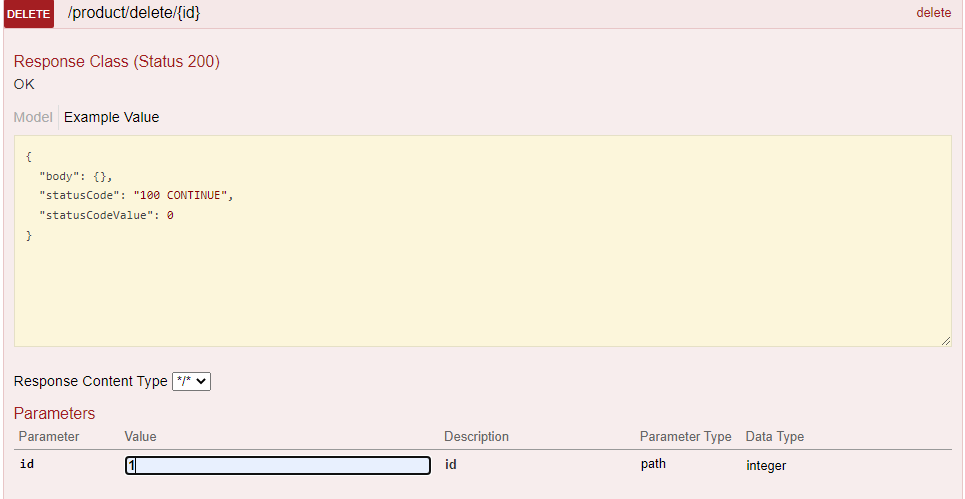 DELETE /product/delete/{id} delete
Response Class (Status 200)
OK
Model Example Value
{
"body": {},
"statusCode": "100 CONTINUE",
"statusCodeValue": 0
}
Response Content Type */*
Parameters
Parameter Value Description Parameter Type Data Type
id 1 id path integer